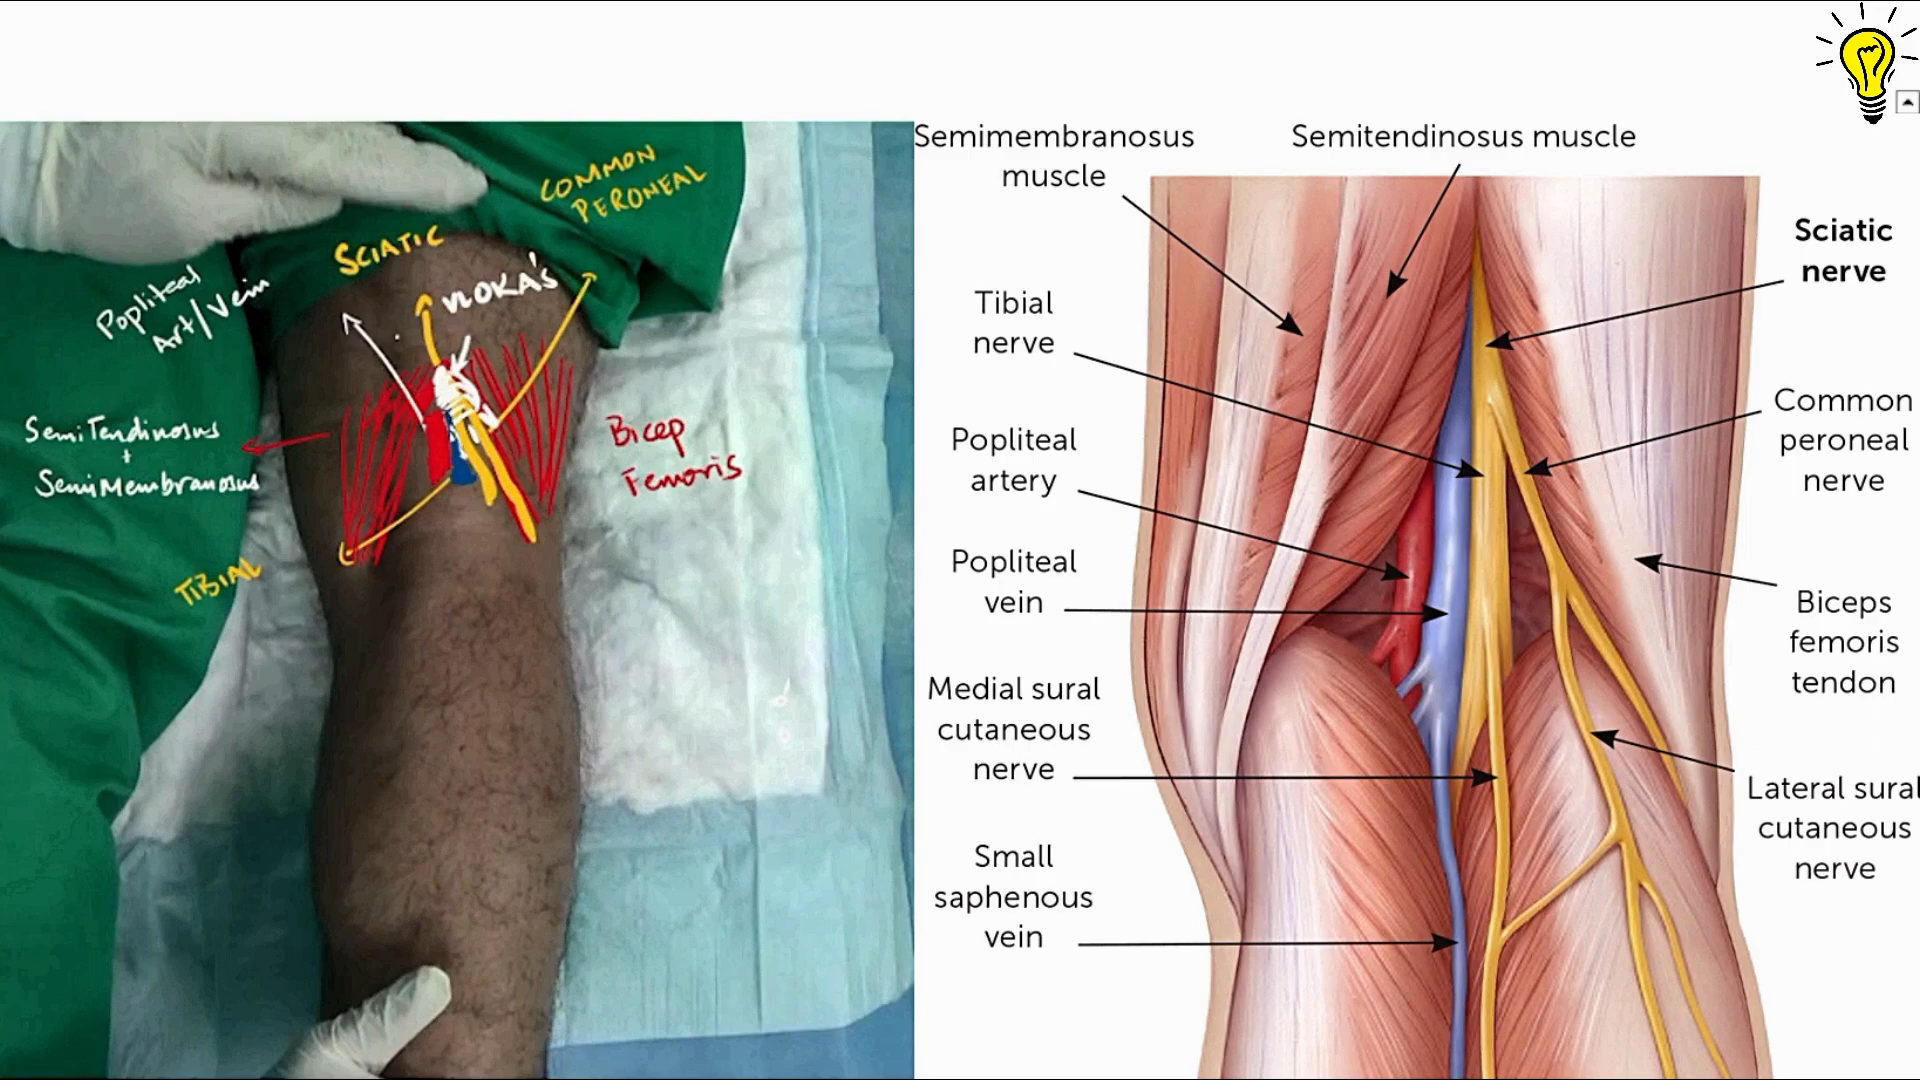 COMMON
PERONEAL
SCIATIC
Popliteal
Art/Vein
VLOKA'S
SemiTendinosus
+
SemiMembranosus
Bicep
Femoris
TIBIAL
Semimembranosus
muscle
Semitendinosus muscle
Sciatic
nerve
Tibial
nerve
Common
peroneal
nerve
Popliteal
artery
Popliteal
vein
Biceps
femoris
tendon
Medial sural
cutaneous
nerve
Lateral sural
cutaneous
nerve
Small
saphenous
vein